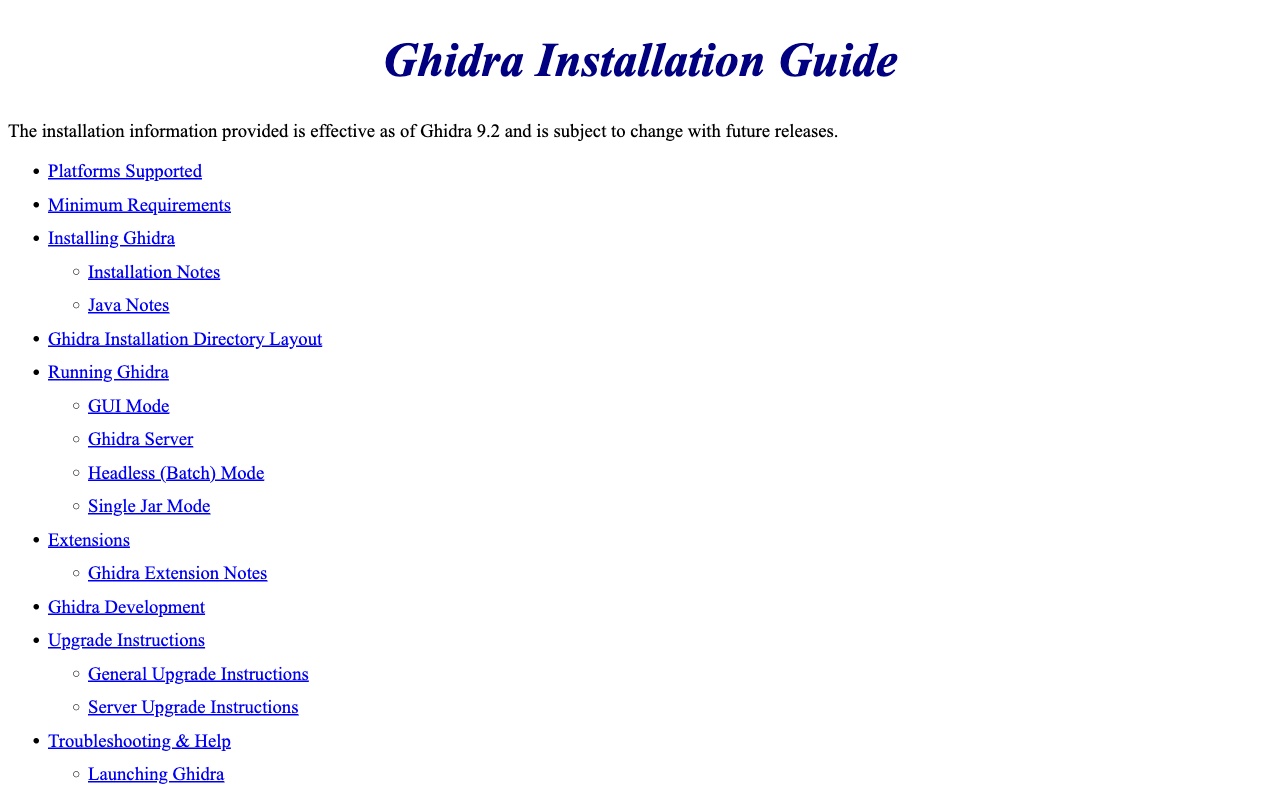 Ghidra Installation Guide
The installation information provided is effective as of Ghidra 9.2 and is subject to change with future releases.
Platforms Supported
Minimum Requirements
Installing Ghidra
Installation Notes
Java Notes
Ghidra Installation Directory Layout
Running Ghidra
GUI Mode
Ghidra Server
Headless (Batch) Mode
Single Jar Mode
Extensions
Ghidra Extension Notes
Ghidra Development
Upgrade Instructions
General Upgrade Instructions
Server Upgrade Instructions
Troubleshooting & Help
Launching Ghidra